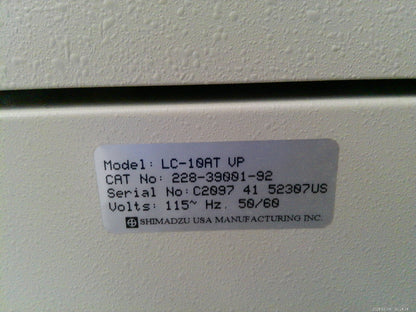 Model: LC-10AT VP
CAT No: 228-39001-92
Serial No: C2097 41 52307US
Volts: 115~ Hz. 50/60
SHIMADZU USA MANUFACTURING INC.